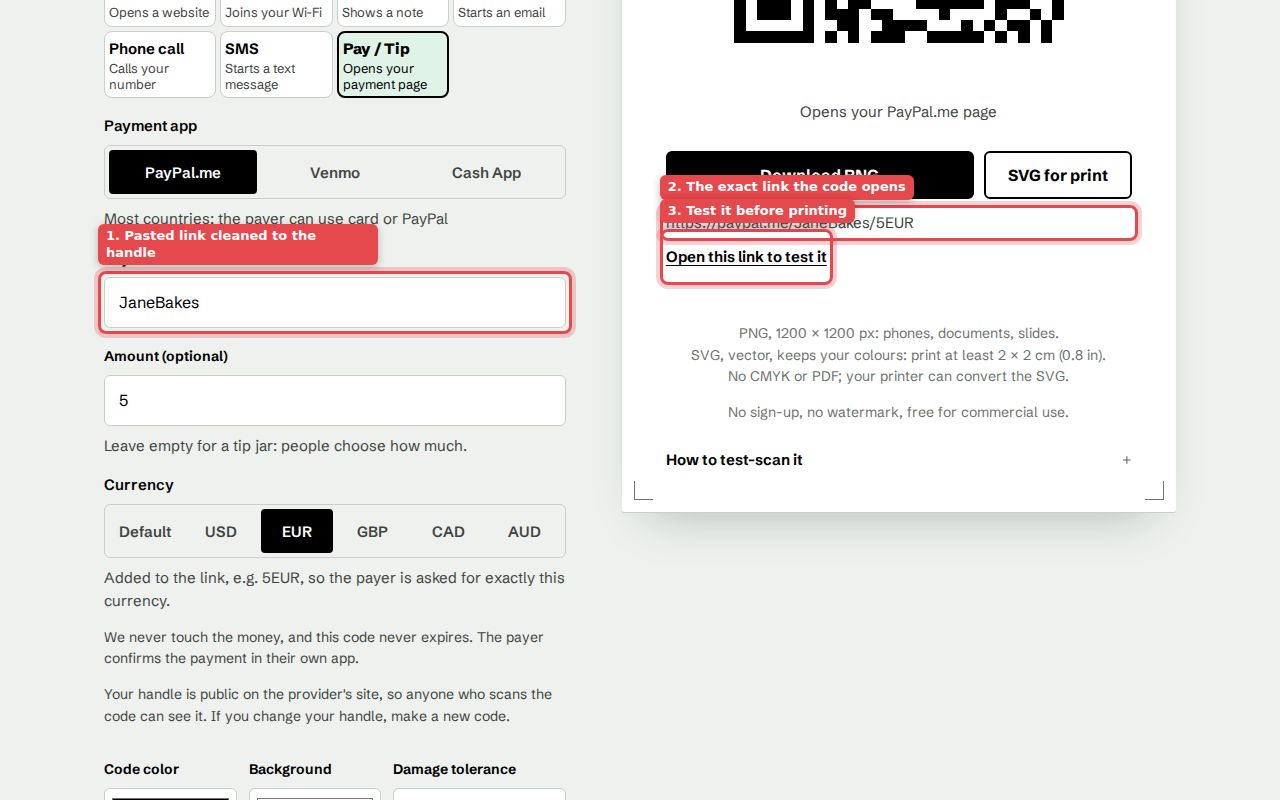 Opens a website
Joins your Wi-Fi
Shows a note
Starts an email
Phone call
Calls your
number
SMS
Starts a text
message
Pay / Tip
Opens your
payment page
Payment app
PayPal.me
Venmo
Cash App
Most countries: the payer can use card or PayPal
1. Pasted link cleaned to the
handle
JaneBakes
Amount (optional)
5
Leave empty for a tip jar: people choose how much.
Currency
Default
USD
EUR
GBP
CAD
AUD
Added to the link, e.g. 5EUR, so the payer is asked for exactly this
currency.
We never touch the money, and this code never expires. The payer
confirms the payment in their own app.
Your handle is public on the provider's site, so anyone who scans the
code can see it. If you change your handle, make a new code.
Code color
Background
Damage tolerance
Opens your PayPal.me page
Download PNG
SVG for print
2. The exact link the code opens
3. Test it before printing
https://paypal.me/JaneBakes/5EUR
Open this link to test it
PNG, 1200 × 1200 px: phones, documents, slides.
SVG, vector, keeps your colours: print at least 2 × 2 cm (0.8 in).
No CMYK or PDF; your printer can convert the SVG.
No sign-up, no watermark, free for commercial use.
How to test-scan it
+